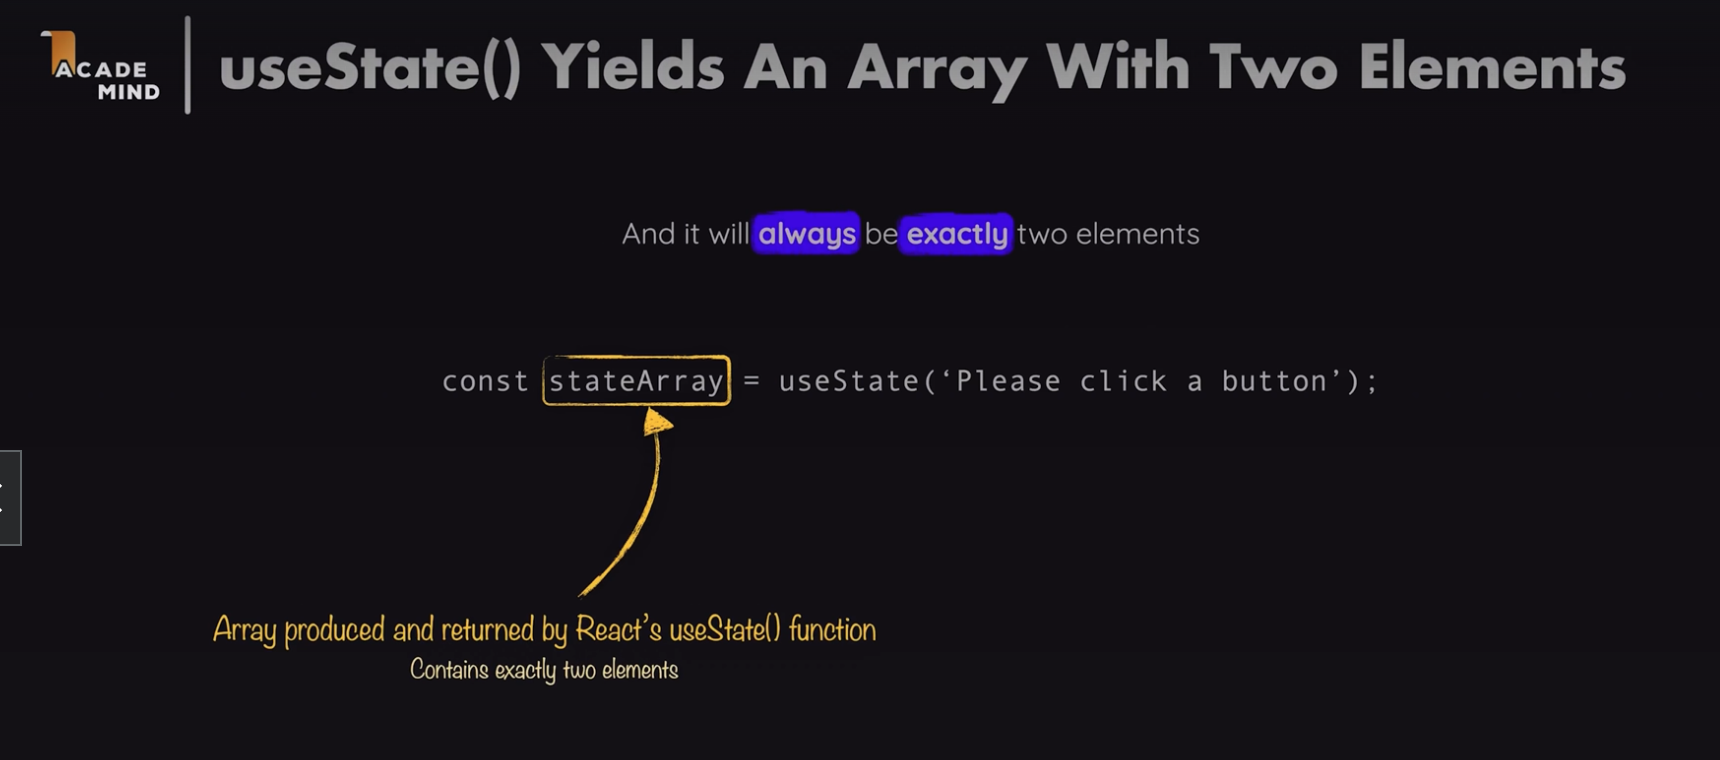 ACADE
MIND
useState() Yields An Array With Two Elements
And it will always be exactly two elements
const stateArray = useState(‘Please click a button’);
Array produced and returned by React’s useState() function
Contains exactly two elements